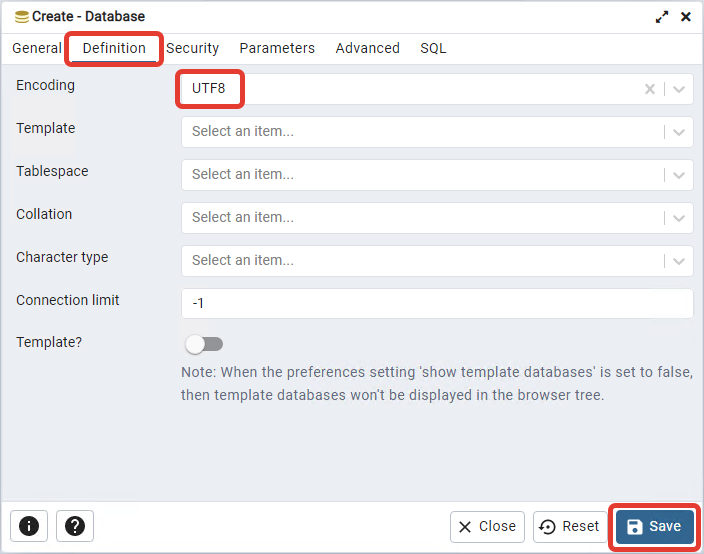 Create - Database
General Definition Security Parameters Advanced SQL
Encoding UTF8
Template Select an item...
Tablespace Select an item...
Collation Select an item...
Character type Select an item...
Connection limit -1
Template?
Note: When the preferences setting 'show template databases' is set to false,
then template databases won't be displayed in the browser tree.
Close Reset Save